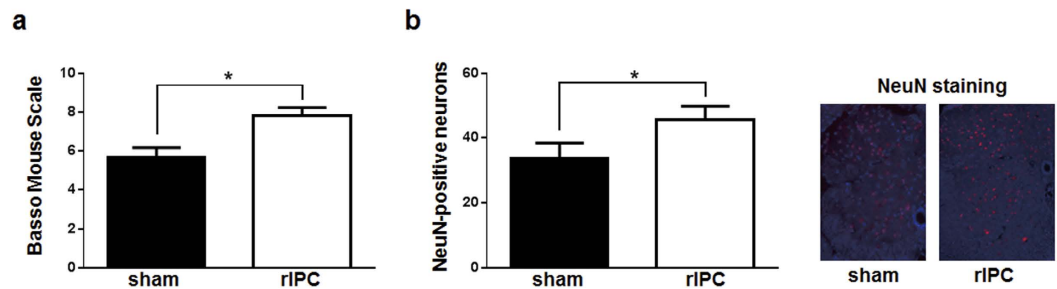 a
Basso Mouse Scale
10
8
6
4
2
0
*
sham
rIPC
b
NeuN-positive neurons
60
40
20
0
*
sham
rIPC
NeuN staining
sham
rIPC